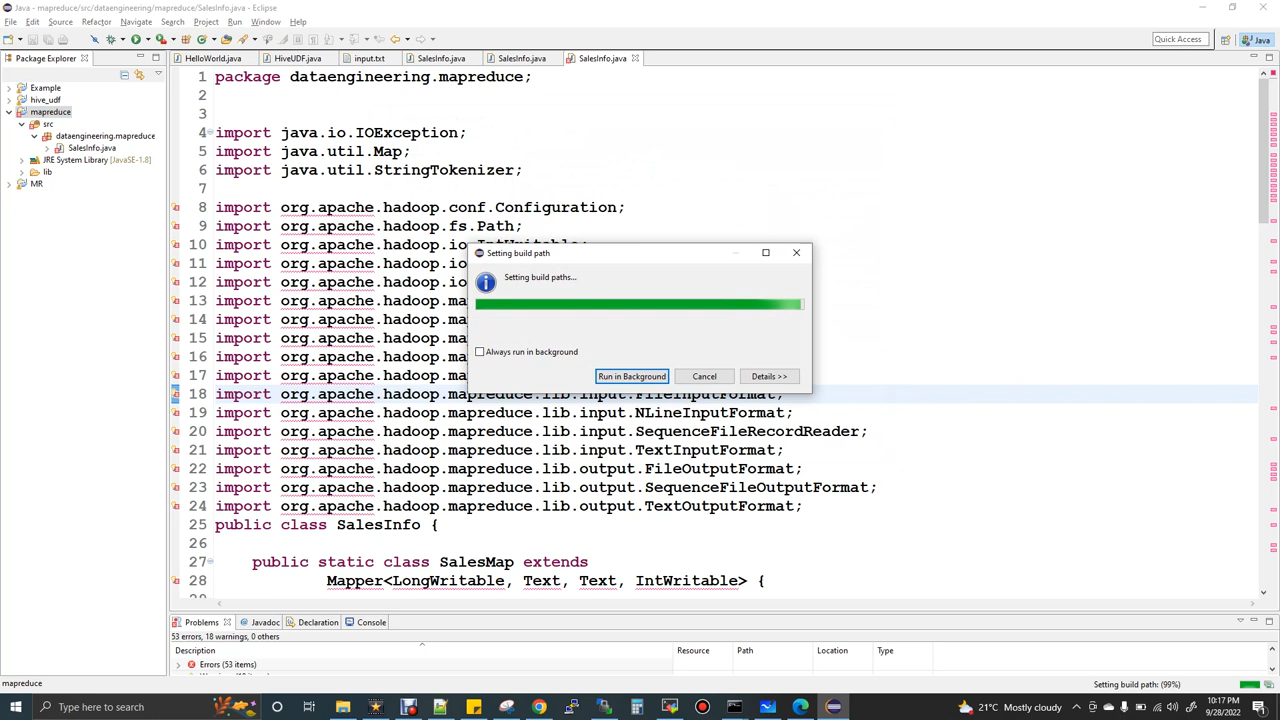 Java - mapreduce/src/dataengineering/mapreduce/SalesInfo.java - Eclipse
File Edit Source Refactor Navigate Search Project Run Window Help
Quick Access
Java
Package Explorer
HelloWorld.java
HiveUDF.java
input.txt
SalesInfo.java
SalesInfo.java
SalesInfo.java
Example
hive_udf
mapreduce
src
dataengineering.mapreduce
SalesInfo.java
JRE System Library [JavaSE-1.8]
lib
MR
1 package dataengineering.mapreduce;
2
3
4 import java.io.IOException;
5 import java.util.Map;
6 import java.util.StringTokenizer;
7
8 import org.apache.hadoop.conf.Configuration;
9 import org.apache.hadoop.fs.Path;
10 import org.apache.hadoop.io.IntWritable;
11 import org.apache.hadoop.io
12 import org.apache.hadoop.io
13 import org.apache.hadoop.ma
14 import org.apache.hadoop.ma
15 import org.apache.hadoop.ma
16 import org.apache.hadoop.ma
17 import org.apache.hadoop.ma
18 import org.apache.hadoop.mapreduce.lib.input.FileInputFormat;
19 import org.apache.hadoop.mapreduce.lib.input.NLineInputFormat;
20 import org.apache.hadoop.mapreduce.lib.input.SequenceFileRecordReader;
21 import org.apache.hadoop.mapreduce.lib.input.TextInputFormat;
22 import org.apache.hadoop.mapreduce.lib.output.FileOutputFormat;
23 import org.apache.hadoop.mapreduce.lib.output.SequenceFileOutputFormat;
24 import org.apache.hadoop.mapreduce.lib.output.TextOutputFormat;
25 public class SalesInfo {
26
27 public static class SalesMap extends
28 Mapper<LongWritable, Text, Text, IntWritable> {
Setting build path
Setting build paths...
Always run in background
Run in Background
Cancel
Details >>
Problems
Javadoc
Declaration
Console
53 errors, 18 warnings, 0 others
Description Resource Path Location Type
Errors (53 items)
mapreduce
Setting build path: (99%)
Type here to search
21°C Mostly cloudy
10:17 PM
9/28/2022